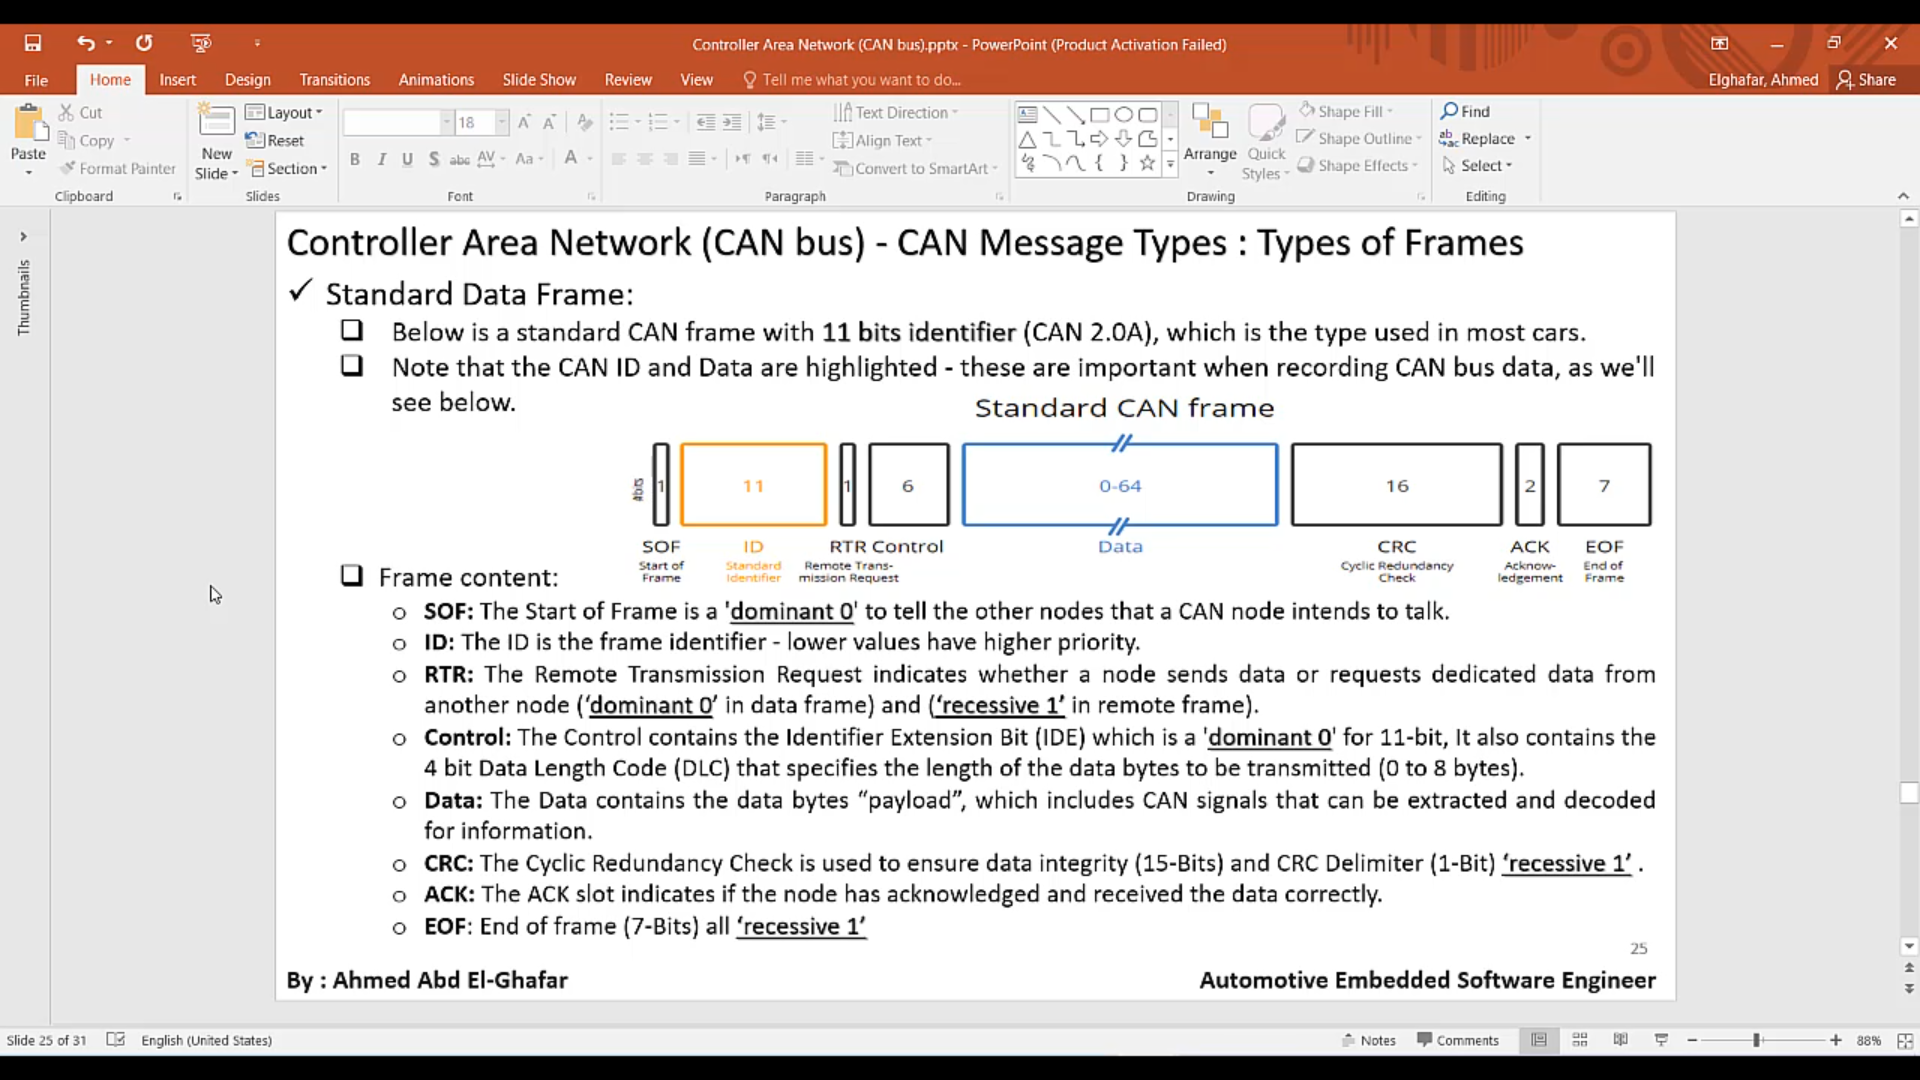 Controller Area Network (CAN bus).pptx - PowerPoint (Product Activation Failed)
File Home Insert Design Transitions Animations Slide Show Review View Tell me what you want to do... Elghafar, Ahmed Share
Paste Cut Copy Format Painter
Clipboard
New Slide Layout Reset Section
Slides
18
B I U S abc AV Aa A
Font
Text Direction Align Text Convert to SmartArt
Paragraph
Arrange Quick Styles Shape Fill Shape Outline Shape Effects
Drawing
Find Replace Select
Editing
Thumbnails
Controller Area Network (CAN bus) - CAN Message Types : Types of Frames
✓ Standard Data Frame:
❑ Below is a standard CAN frame with 11 bits identifier (CAN 2.0A), which is the type used in most cars.
❑ Note that the CAN ID and Data are highlighted - these are important when recording CAN bus data, as we'll
see below.
Standard CAN frame
#bits 1 11 1 6 0-64 16 2 7
SOF ID RTR Control Data CRC ACK EOF
Start of Frame
Standard Identifier
Remote Trans-mission Request
Cyclic Redundancy Check
Acknow-ledgement
End of Frame
❑ Frame content:
o SOF: The Start of Frame is a 'dominant 0' to tell the other nodes that a CAN node intends to talk.
o ID: The ID is the frame identifier - lower values have higher priority.
o RTR: The Remote Transmission Request indicates whether a node sends data or requests dedicated data from
another node (‘dominant 0’ in data frame) and (‘recessive 1’ in remote frame).
o Control: The Control contains the Identifier Extension Bit (IDE) which is a 'dominant 0' for 11-bit, It also contains the
4 bit Data Length Code (DLC) that specifies the length of the data bytes to be transmitted (0 to 8 bytes).
o Data: The Data contains the data bytes “payload”, which includes CAN signals that can be extracted and decoded
for information.
o CRC: The Cyclic Redundancy Check is used to ensure data integrity (15-Bits) and CRC Delimiter (1-Bit) ‘recessive 1’ .
o ACK: The ACK slot indicates if the node has acknowledged and received the data correctly.
o EOF: End of frame (7-Bits) all ‘recessive 1’
25
By : Ahmed Abd El-Ghafar Automotive Embedded Software Engineer
Slide 25 of 31 English (United States) Notes Comments 88%